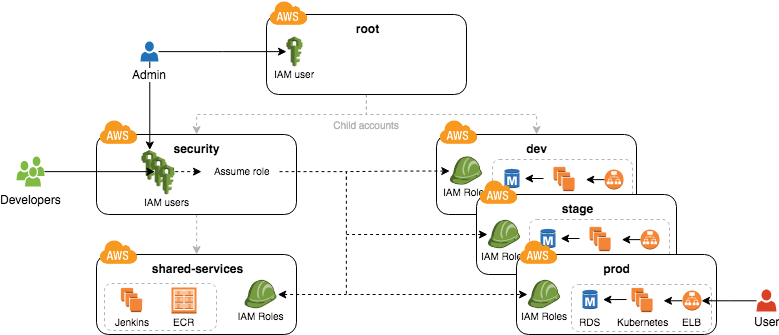 AWS
root
IAM user
Admin
Child accounts
AWS
security
Assume role
IAM users
Developers
AWS
dev
IAM Roles
M
AWS
stage
IAM Roles
M
AWS
shared-services
Jenkins
ECR
IAM Roles
AWS
prod
IAM Roles
M
RDS
Kubernetes
ELB
User